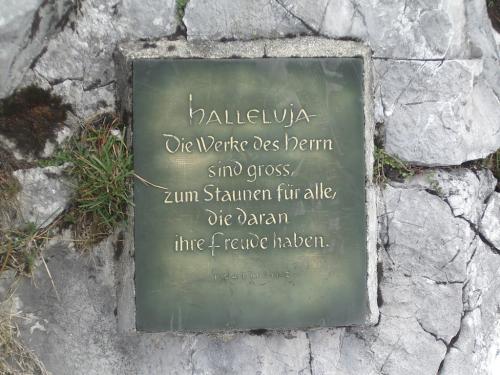 Halleluja-
Die Werke des Herrn
sind gross,
zum Staunen für alle,
die daran
ihre Freude haben.